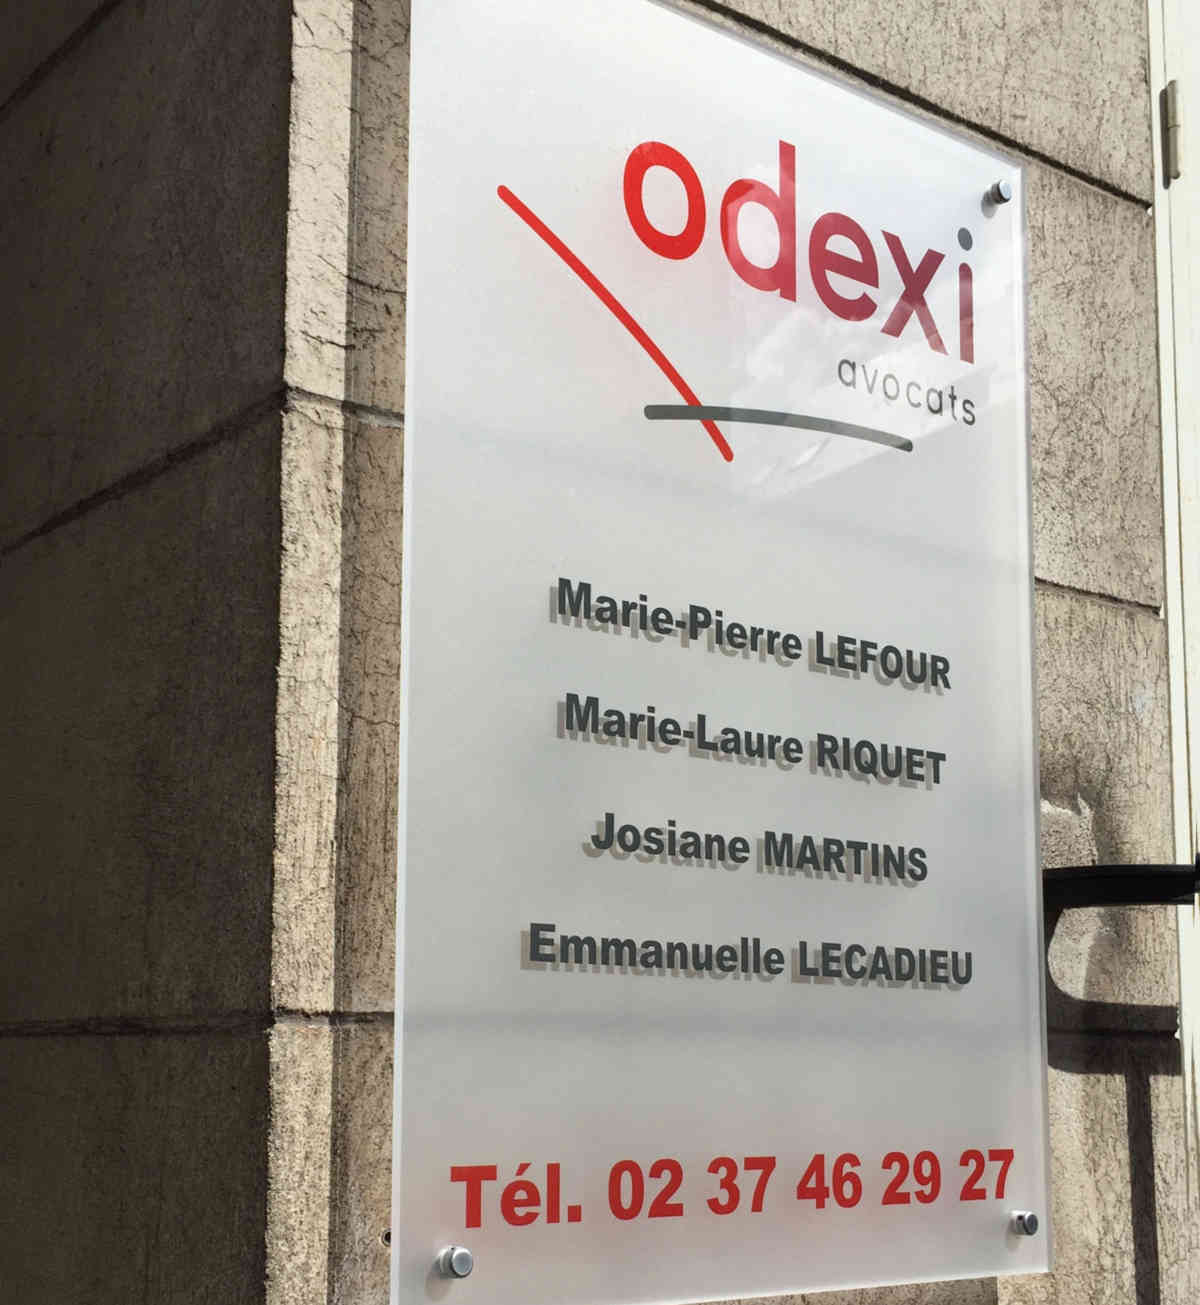 odexi
avocats
Marie-Pierre LEFOUR
Marie-Laure RIQUET
Josiane MARTINS
Emmanuelle LECADIEU
Tél. 02 37 46 29 27